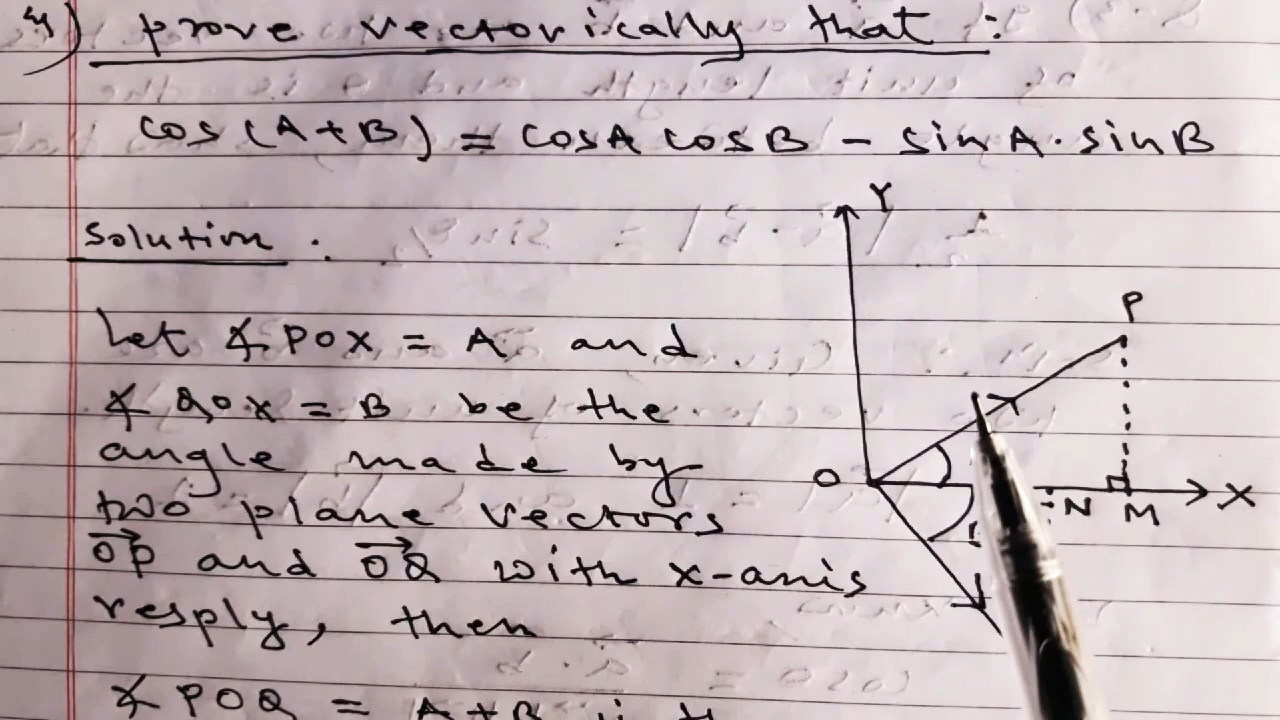 4) prove vectorically that :
cos (A+B) = cosA cosB - sinA. sinB
Solution .
Y
P
Let ∡ POX = A and
∡ QOX = B be the
angle made by
O
N M X
two plane vectors
OP and OQ with x-axis
resply, then
∡ POQ = A+B